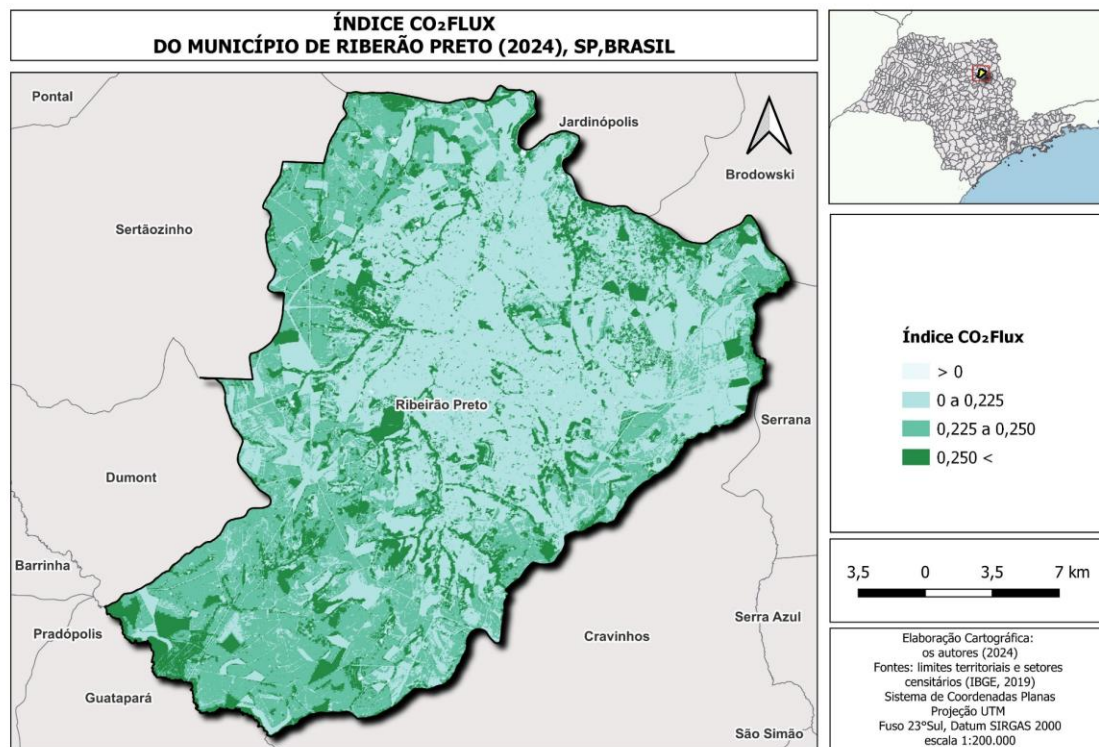 ÍNDICE CO₂FLUX
DO MUNICÍPIO DE RIBERÃO PRETO (2024), SP,BRASIL
Pontal
Jardinópolis
Brodowski
Sertãozinho
Ribeirão Preto
Serrana
Dumont
Barrinha
Pradópolis
Serra Azul
Cravinhos
Guatapará
São Simão
Índice CO₂Flux
> 0
0 a 0,225
0,225 a 0,250
0,250 <
3,5 0 3,5 7 km
Elaboração Cartográfica:
os autores (2024)
Fontes: limites territoriais e setores
censitários (IBGE, 2019)
Sistema de Coordenadas Planas
Projeção UTM
Fuso 23°Sul, Datum SIRGAS 2000
escala 1:200.000